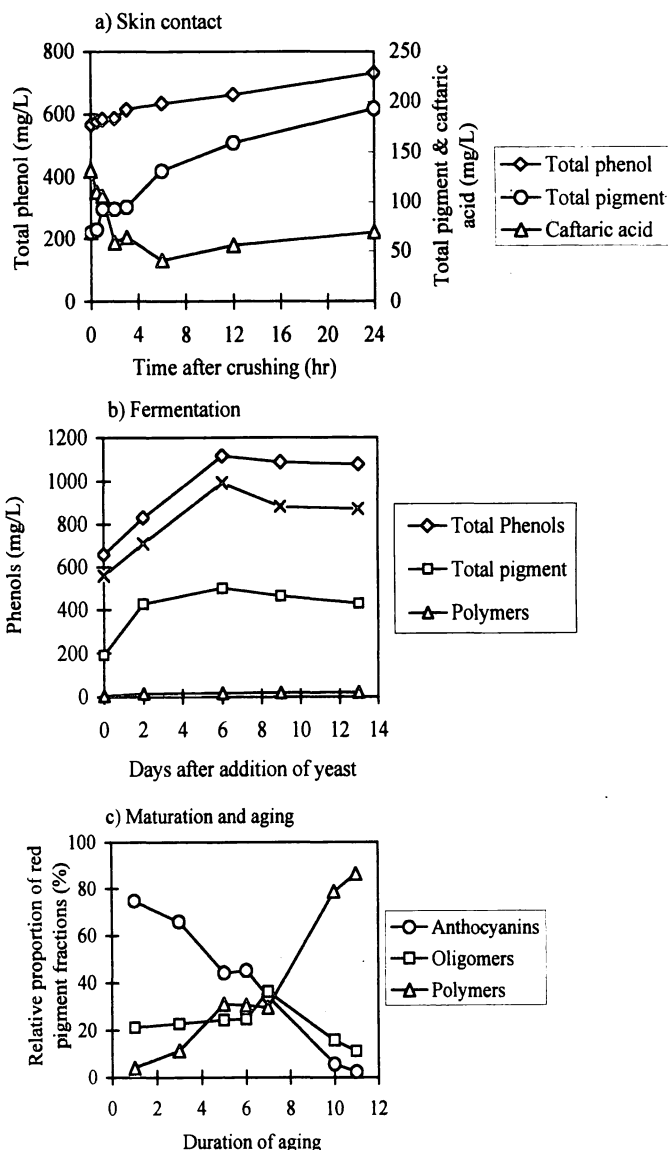 a) Skin contact
800
600
400
200
0
Total phenol (mg/L)
250
200
150
100
50
0
Total pigment & caftaric
acid (mg/L)
0 4 8 12 16 20 24
Time after crushing (hr)
Total phenol
Total pigment
Caftaric acid
b) Fermentation
1200
1000
800
600
400
200
0
Phenols (mg/L)
0 2 4 6 8 10 12 14
Days after addition of yeast
Total Phenols
Total pigment
Polymers
c) Maturation and aging
100
80
60
40
20
0
Relative proportion of red
pigment fractions (%)
0 2 4 6 8 10 12
Duration of aging
Anthocyanins
Oligomers
Polymers